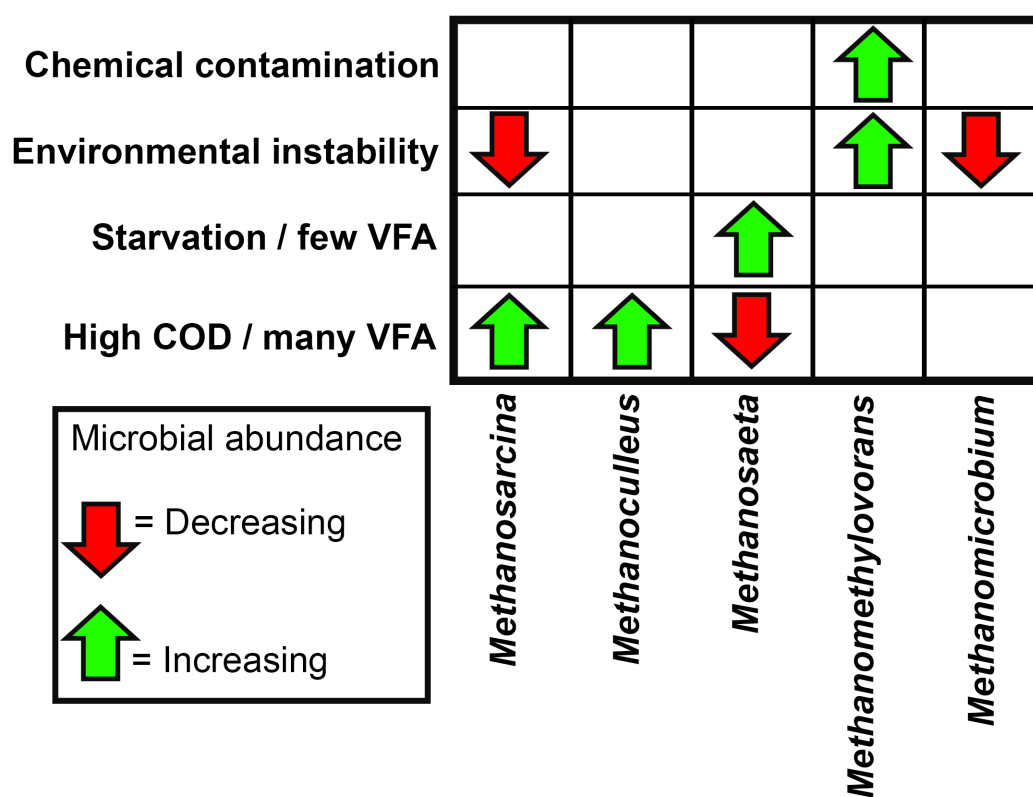 Chemical contamination
Environmental instability
Starvation / few VFA
High COD / many VFA
Methanosarcina
Methanoculleus
Methanosaeta
Methanomethylovorans
Methanomicrobium
Microbial abundance
= Decreasing
= Increasing